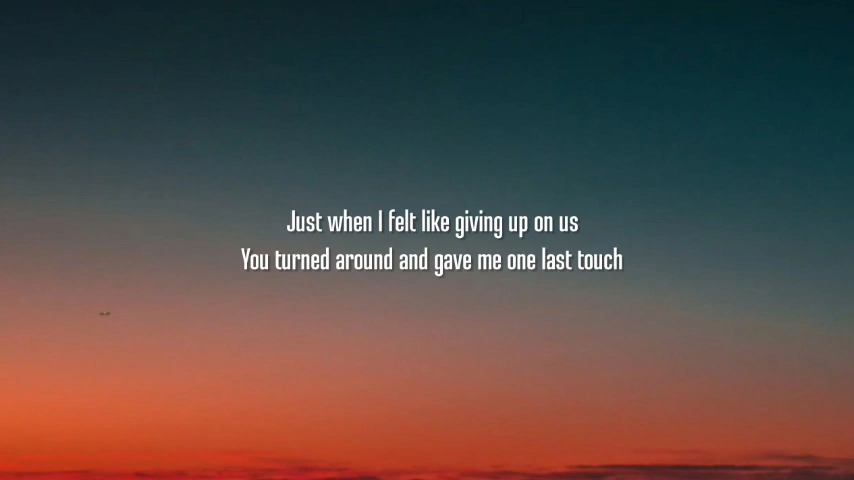 Just when I felt like giving up on us
You turned around and gave me one last touch